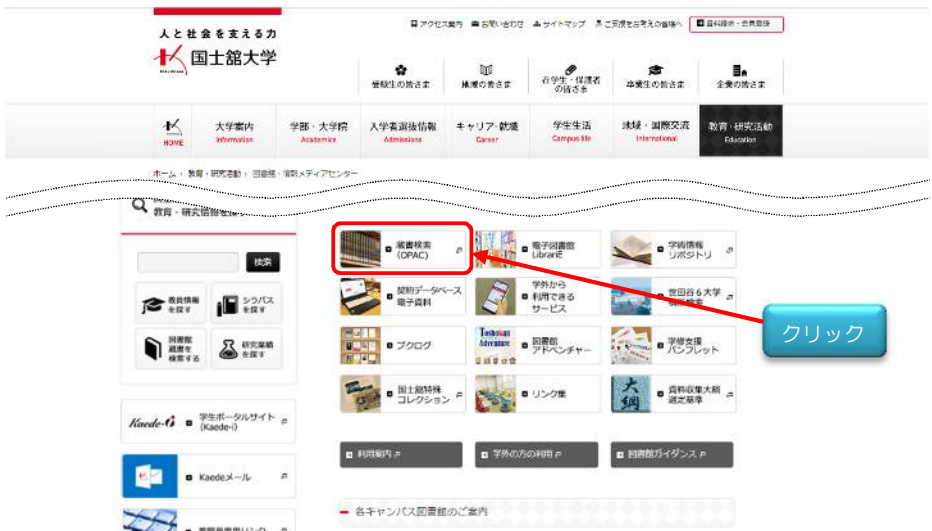 人と社会を支える力
国士舘大学
アクセス案内 お問い合わせ サイトマップ ご支援をお考えの皆様へ 資料請求・会員登録
受験生の皆さま
地域の皆さま
在学生・保護者
の皆さま
卒業生の皆さま
企業の皆さま
HOME
大学案内
Information
学部・大学院
Academics
入学者選抜情報
Admissions
キャリア・就職
Career
学生生活
Campus life
地域・国際交流
International
教育・研究活動
Education
ホーム › 教育・研究活動 › 図書館・情報メディアセンター
教育・研究情報を探す
検索
教員情報
を探す
シラバス
を探す
図書館
蔵書を
検索する
研究業績
を探す
Kaede-i
学生ポータルサイト
(Kaede-i)
Kaedeメール
蔵書検索
(OPAC)
電子図書館
LibrariE
学術情報
リポジトリ
契約データベース
電子資料
学外から
利用できる
サービス
世田谷6大学
横断検索
ブクログ
Toshokan
Adventure
図書館
アドベンチャー
学修支援
パンフレット
国士舘特殊
コレクション
リンク集
大綱
資料収集大綱
選定基準
クリック
利用案内
学外の方の利用
図書館ガイダンス
各キャンパス図書館のご案内